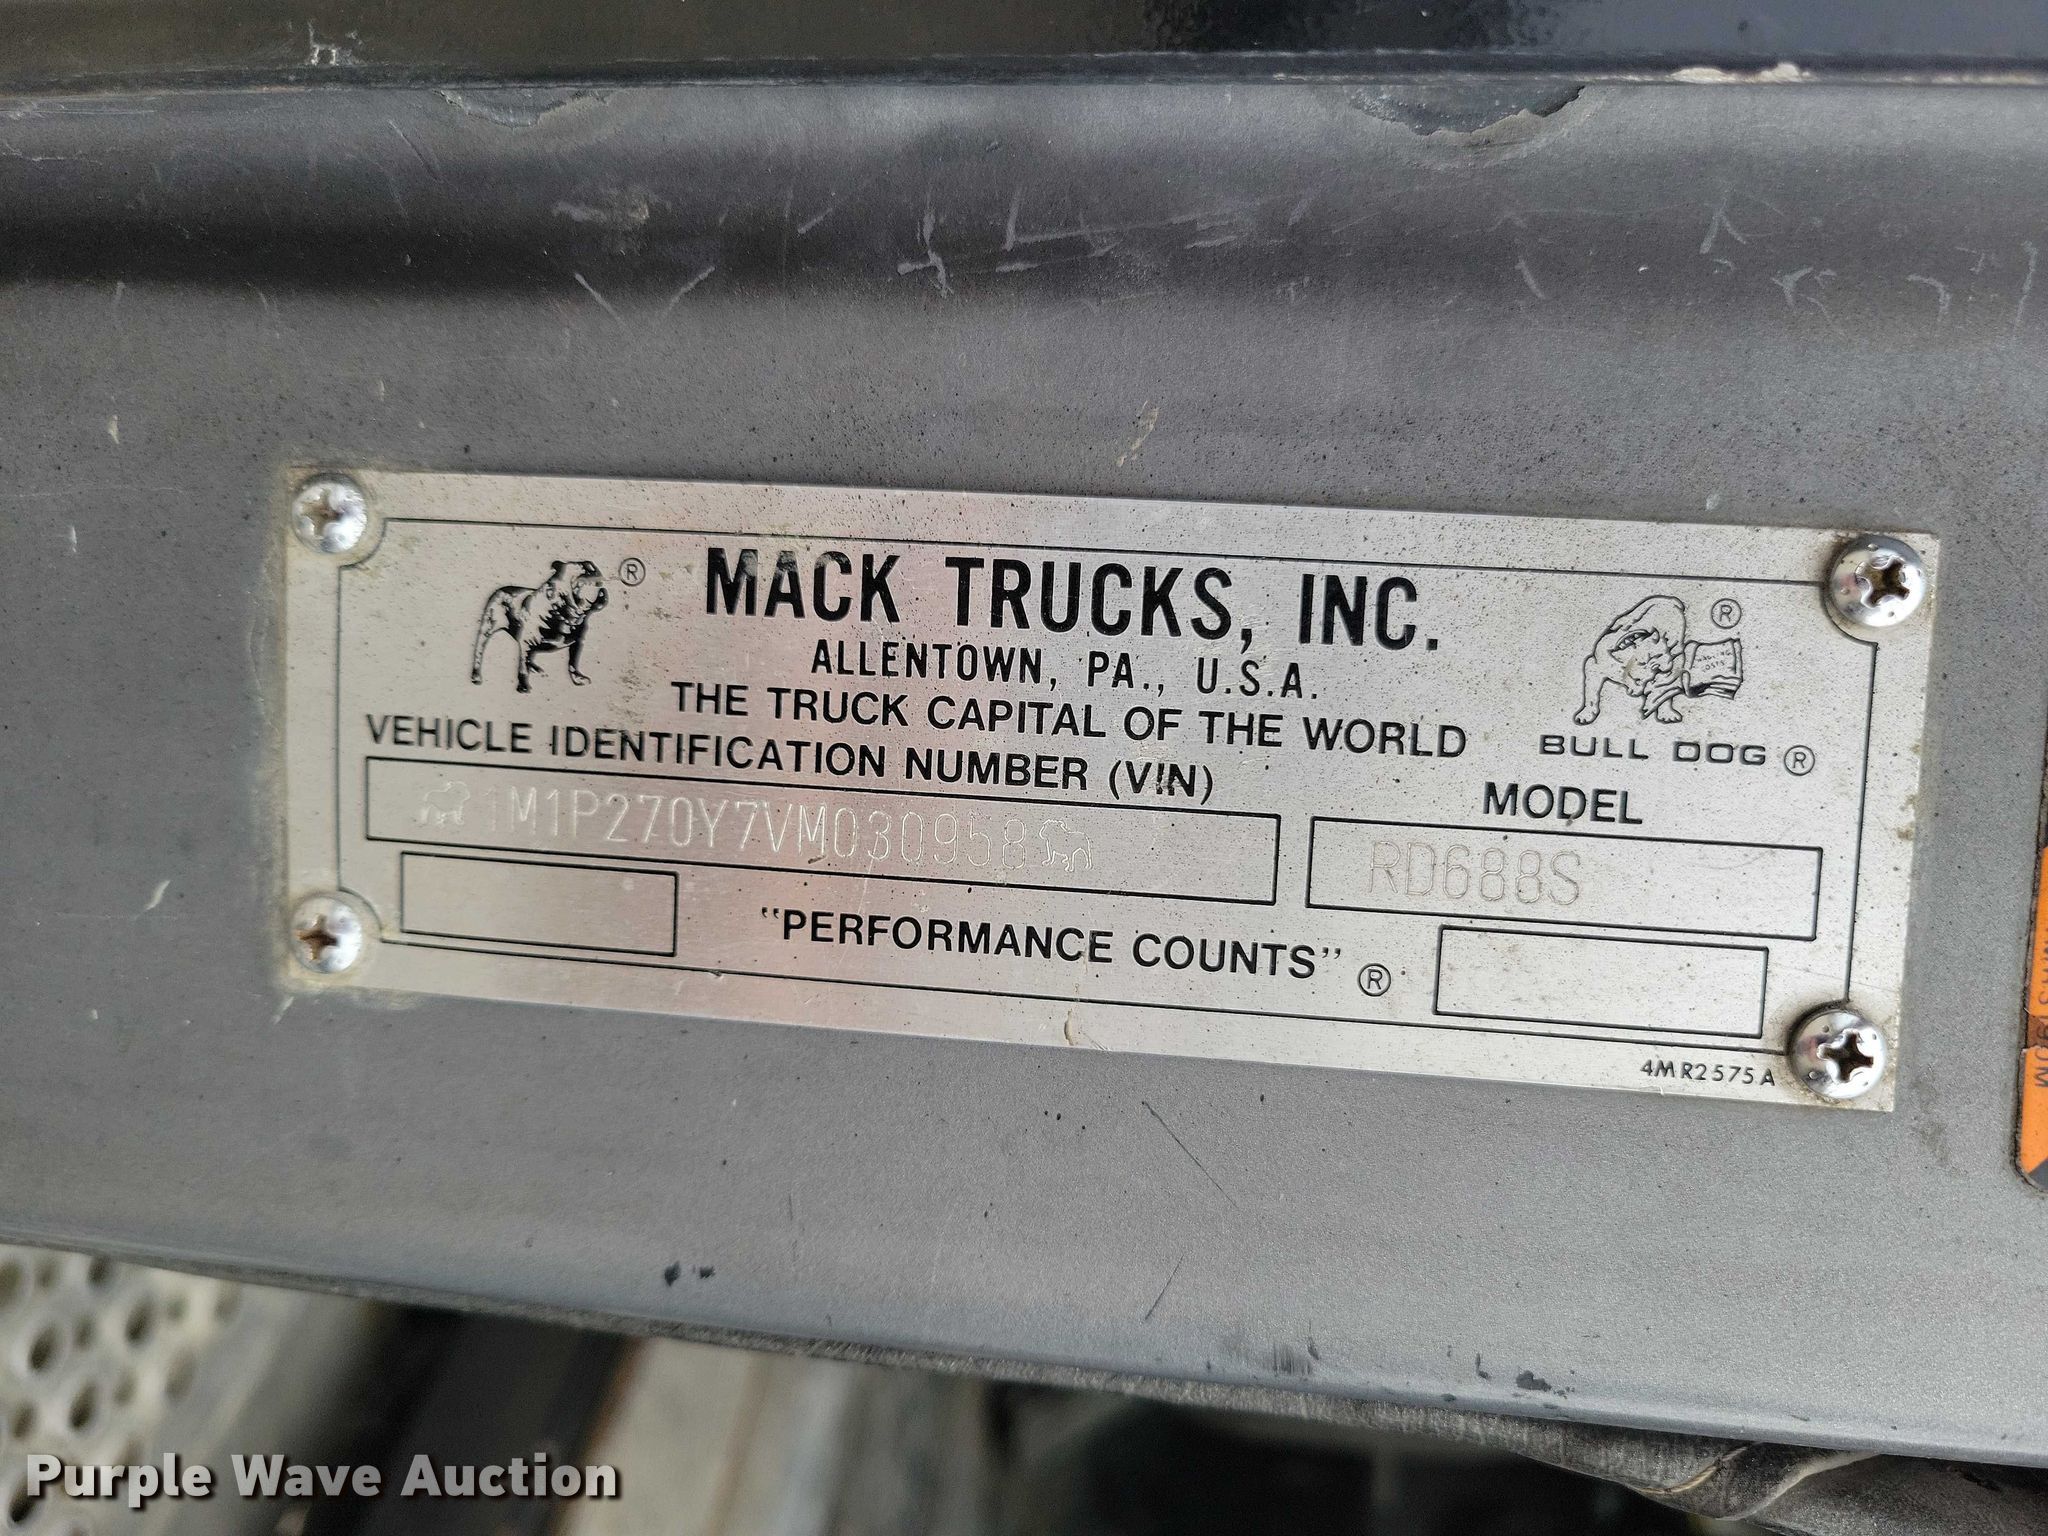 ® MACK TRUCKS, INC. ®
ALLENTOWN, PA., U.S.A.
THE TRUCK CAPITAL OF THE WORLD
BULL DOG ®
VEHICLE IDENTIFICATION NUMBER (VIN)
MODEL
1M1P270Y7VM030958
RD688S
"PERFORMANCE COUNTS" ®
4MR2575A
Purple Wave Auction